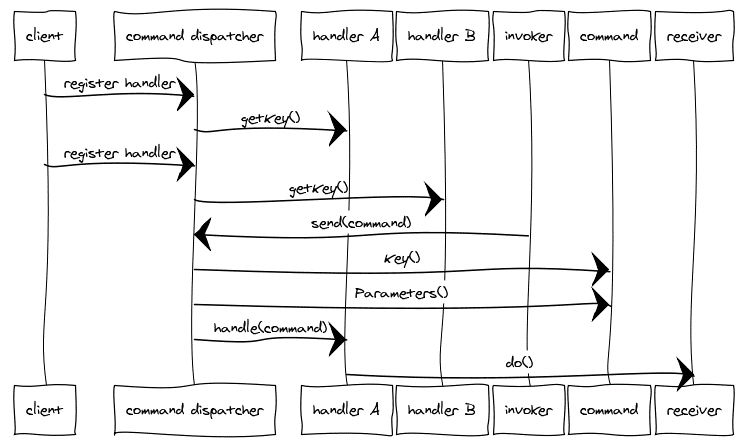 client
command dispatcher
handler A
handler B
invoker
command
receiver
register handler
getKey()
register handler
getKey()
send(command)
Key()
Parameters()
handle(command)
do()
client
command dispatcher
handler A
handler B
invoker
command
receiver